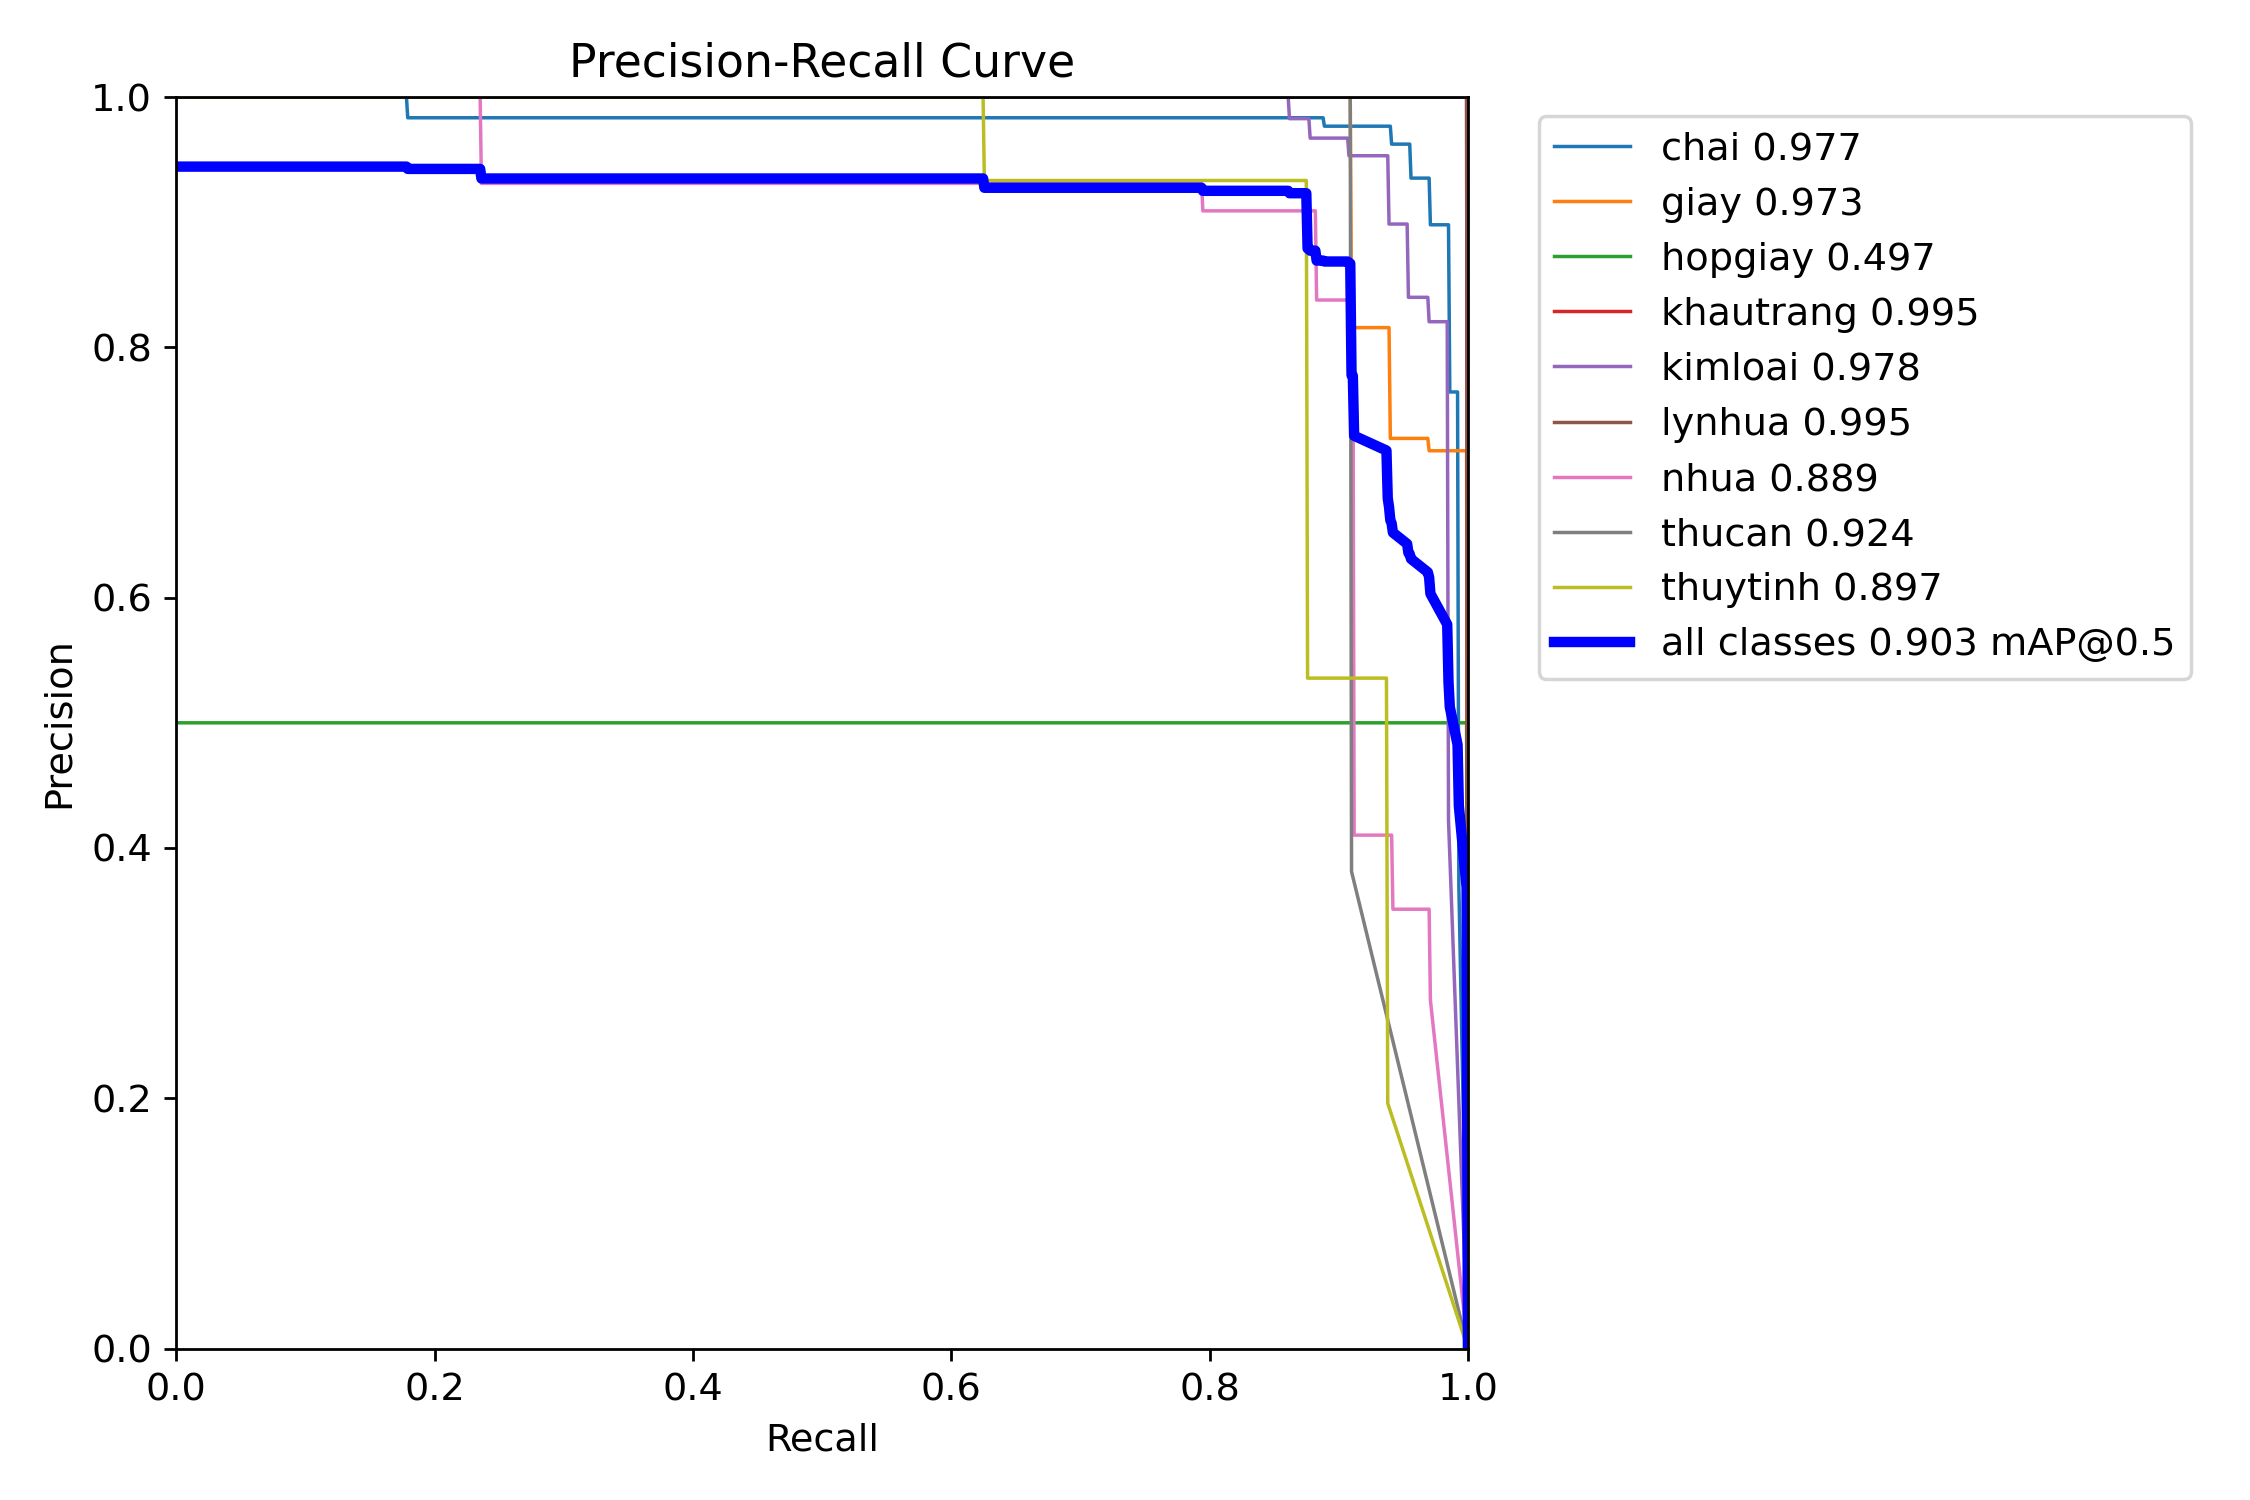 Precision-Recall Curve
1.0
0.8
0.6
0.4
0.2
0.0
Precision
0.0 0.2 0.4 0.6 0.8 1.0
Recall
chai 0.977
giay 0.973
hopgiay 0.497
khautrang 0.995
kimloai 0.978
lynhua 0.995
nhua 0.889
thucan 0.924
thuytinh 0.897
all classes 0.903 mAP@0.5